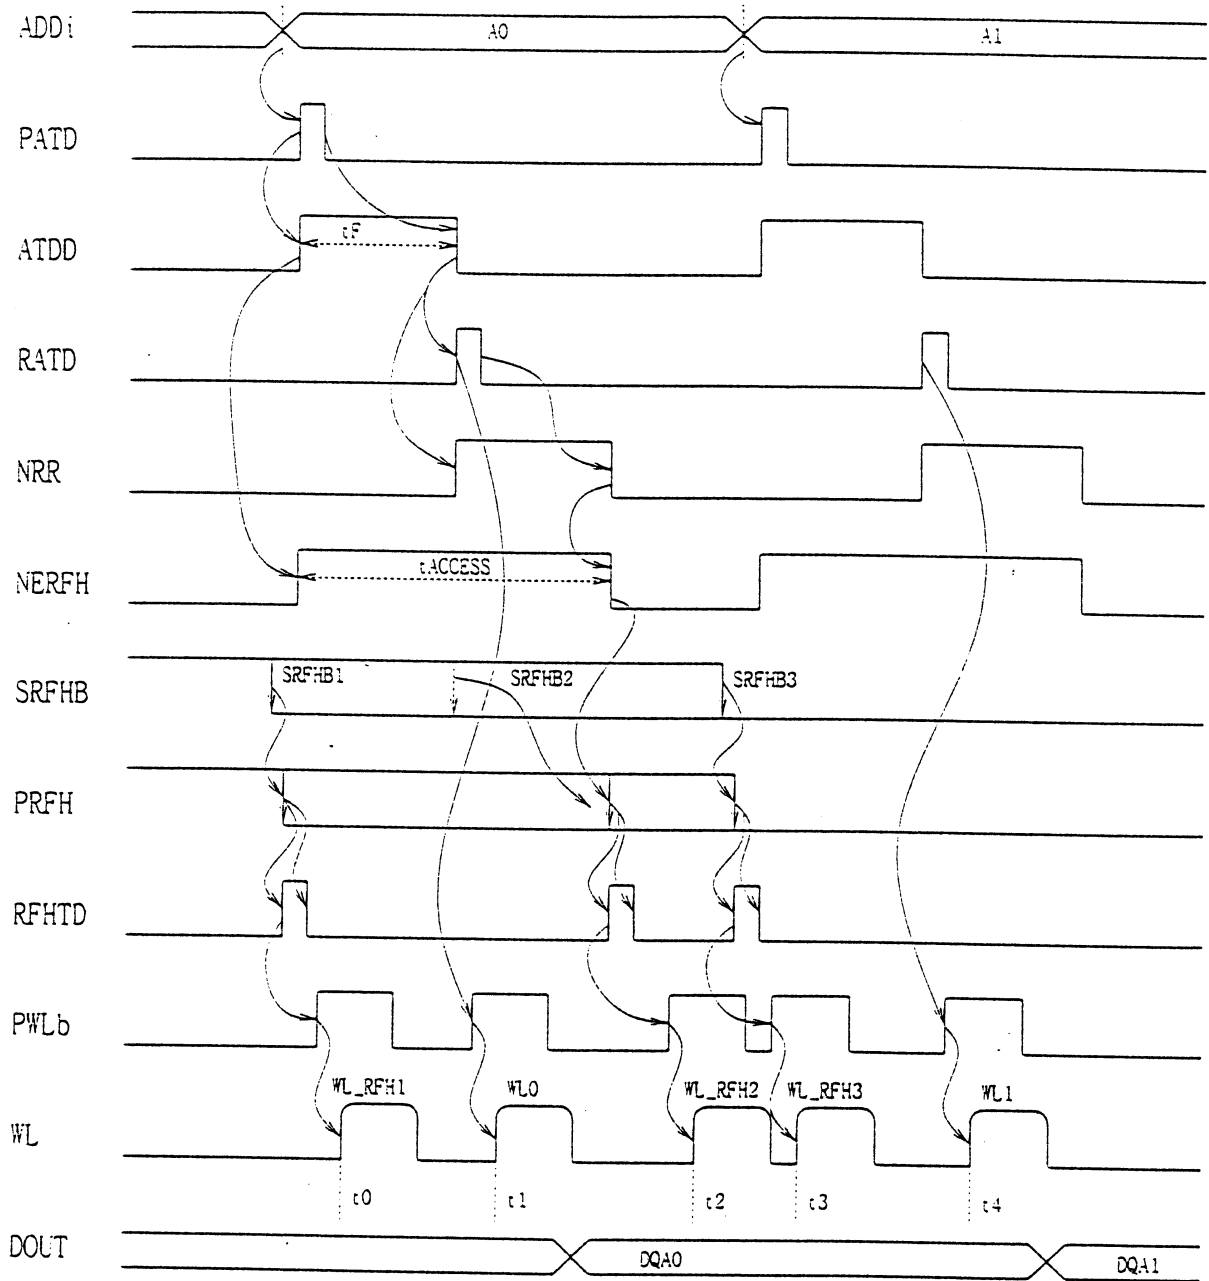 ADDi
A0
A1
PATD
ATDD
tF
RATD
NRR
NERFH
tACCESS
SRFHB
SRFHB1
SRFHB2
SRFHB3
PRFH
RFHTD
PWLb
WL
WL_RFH1
WL0
WL_RFH2
WL_RFH3
WL1
t0
t1
t2
t3
t4
DOUT
DQA0
DQA1